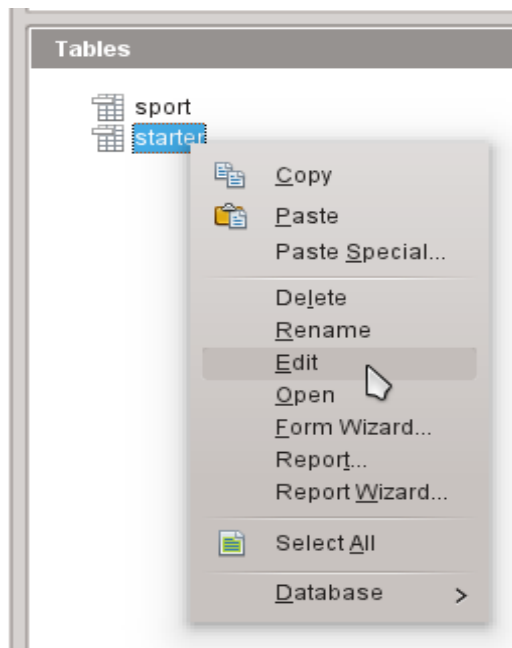 Tables
sport
starter
Copy
Paste
Paste Special...
Delete
Rename
Edit
Open
Form Wizard...
Report...
Report Wizard...
Select All
Database >